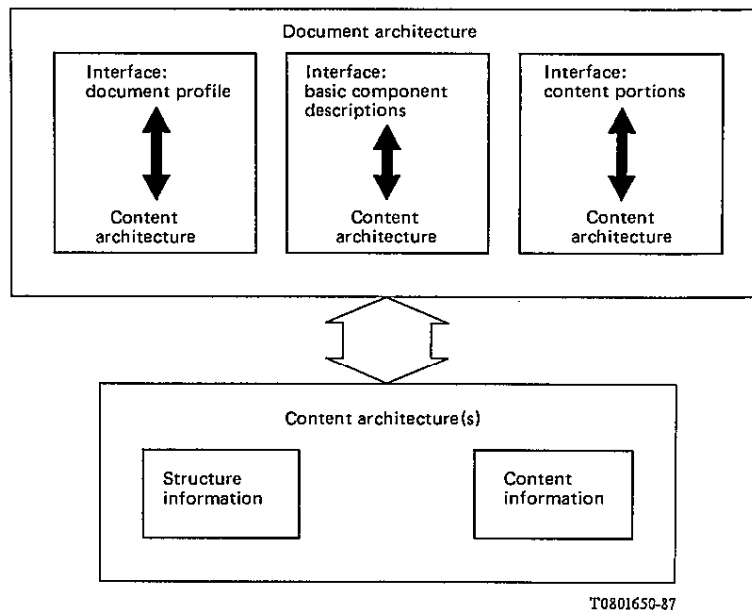 Document architecture
Interface:
document profile
Content
architecture
Interface:
basic component
descriptions
Content
architecture
Interface:
content portions
Content
architecture
Content architecture(s)
Structure
information
Content
information
T0801650-87